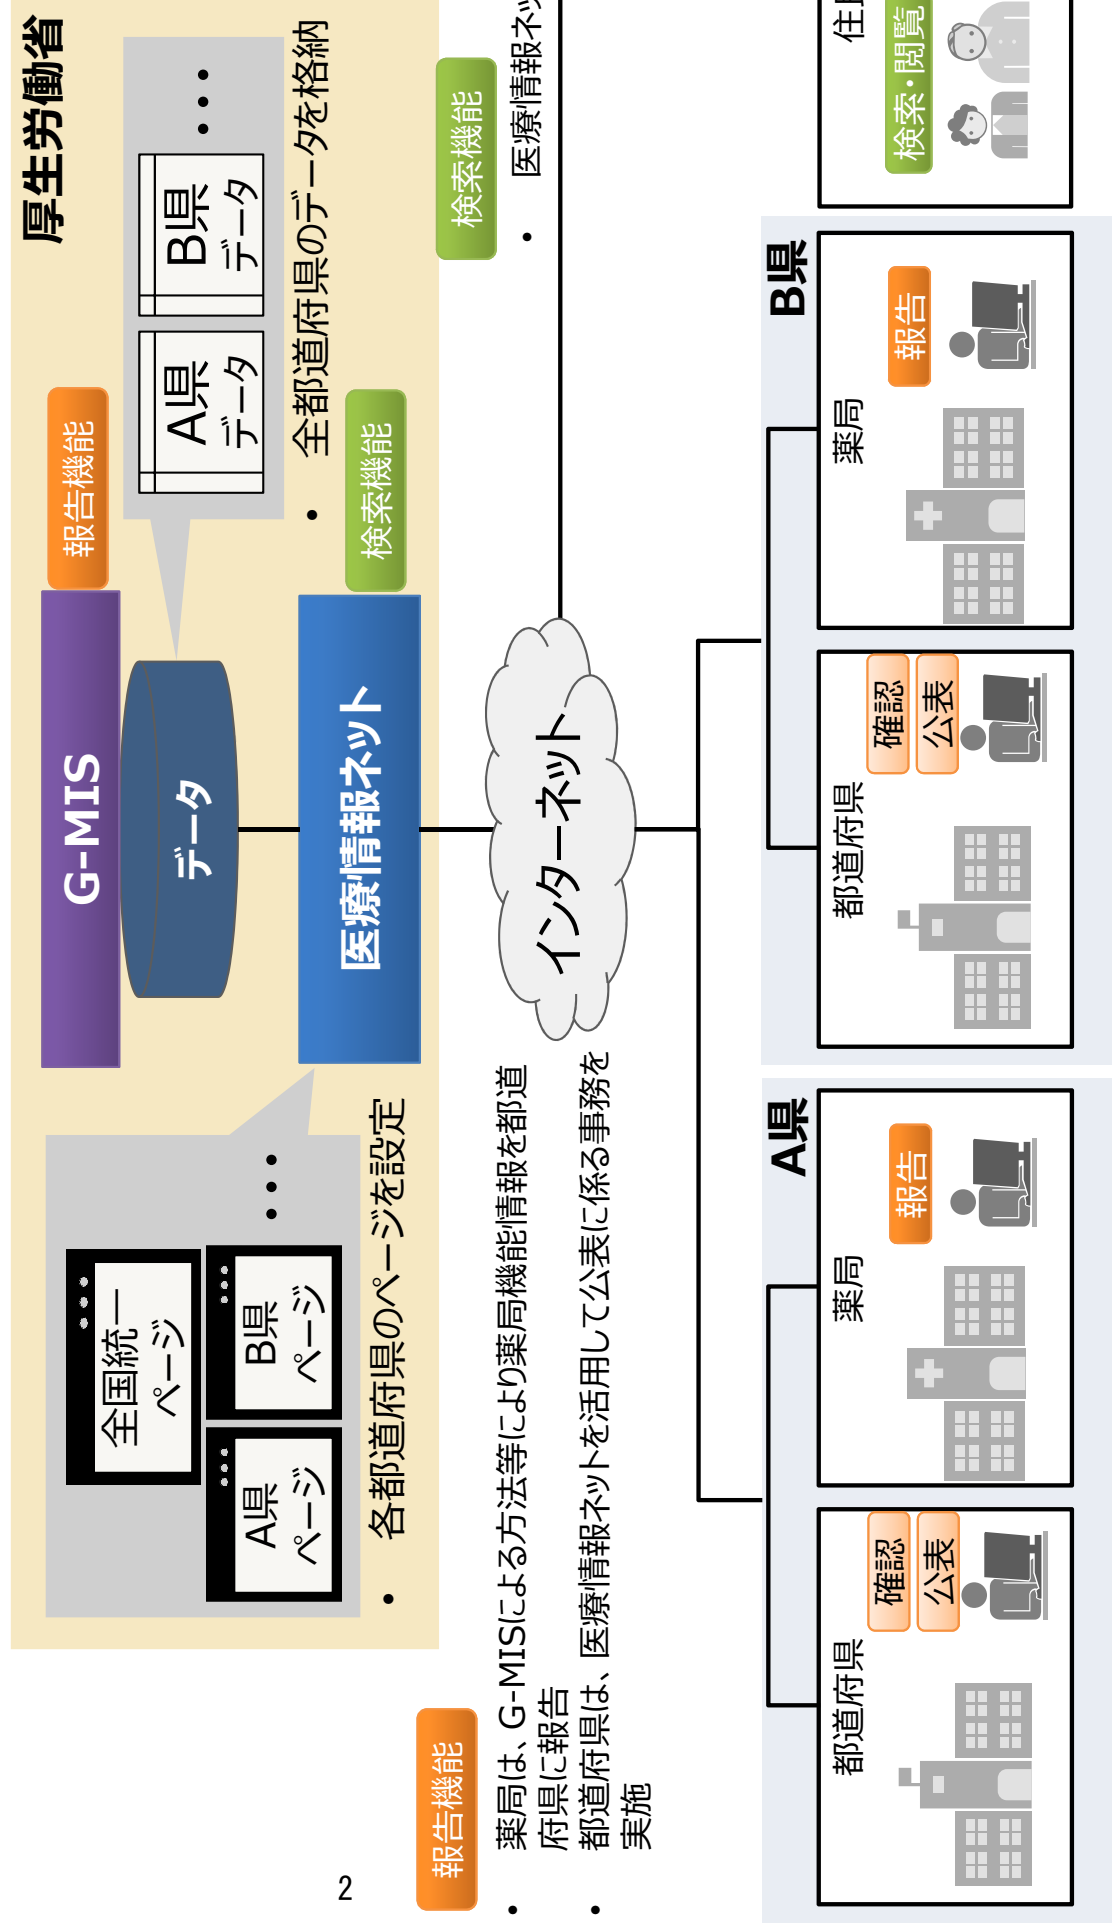 厚生労働省
G-MIS
報告機能
データ
A県
データ
B県
データ
・・・
・ 全都道府県のデータを格納
医療情報ネット
検索機能
全国統一
ページ
A県
ページ
B県
ページ
・・・
・ 各都道府県のページを設定
報告機能
・ 薬局は、G-MISによる方法等により薬局機能情報を都道
府県に報告
・ 都道府県は、医療情報ネットを活用して公表に係る事務を
実施
検索機能
・ 医療情報ネッ
インターネット
A県
都道府県
確認
公表
薬局
報告
B県
都道府県
確認
公表
薬局
報告
住
検索・閲覧
2